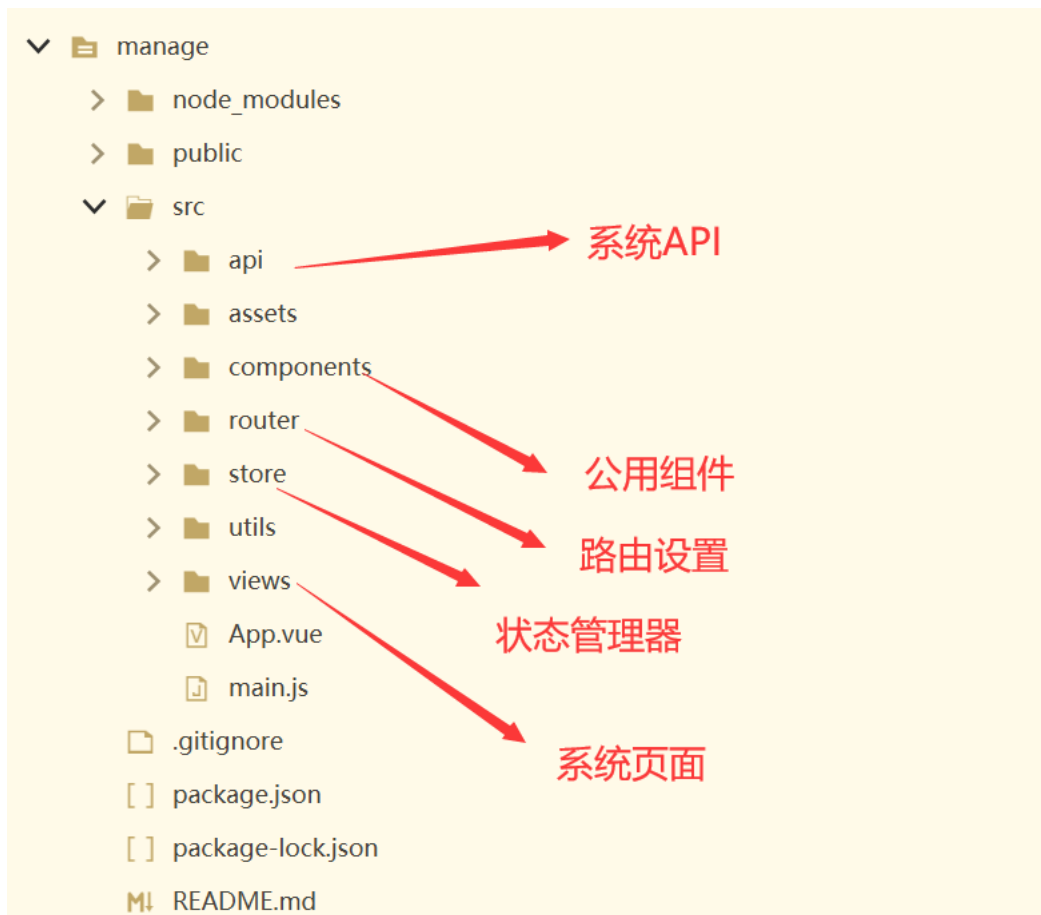 manage
node_modules
public
src
api
系统API
assets
components
router
store
公用组件
utils
路由设置
views
App.vue
状态管理器
main.js
.gitignore
系统页面
package.json
package-lock.json
README.md